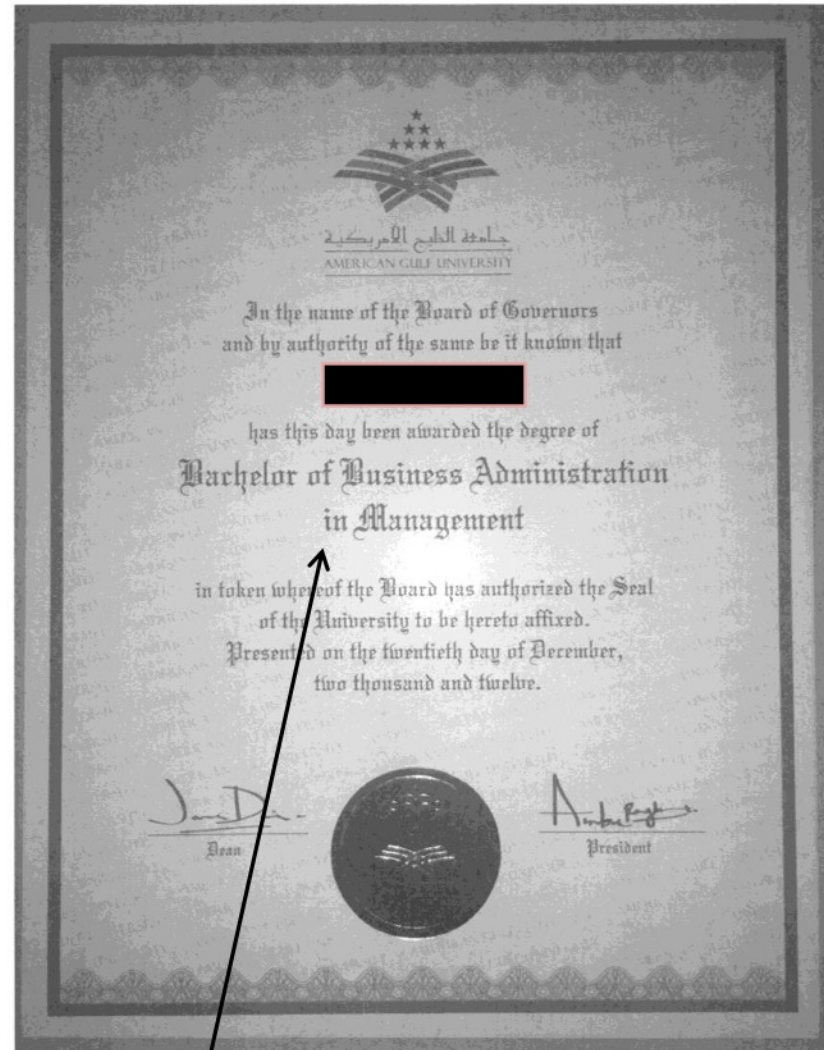 جامعة الخليج الأمريكية
AMERICAN GULF UNIVERSITY
In the name of the Board of Governors
and by authority of the same be it known that
has this day been awarded the degree of
Bachelor of Business Administration
in Management
in token whereof the Board has authorized the Seal
of the University to be hereto affixed.
Presented on the twentieth day of December,
two thousand and twelve.
Dean
President